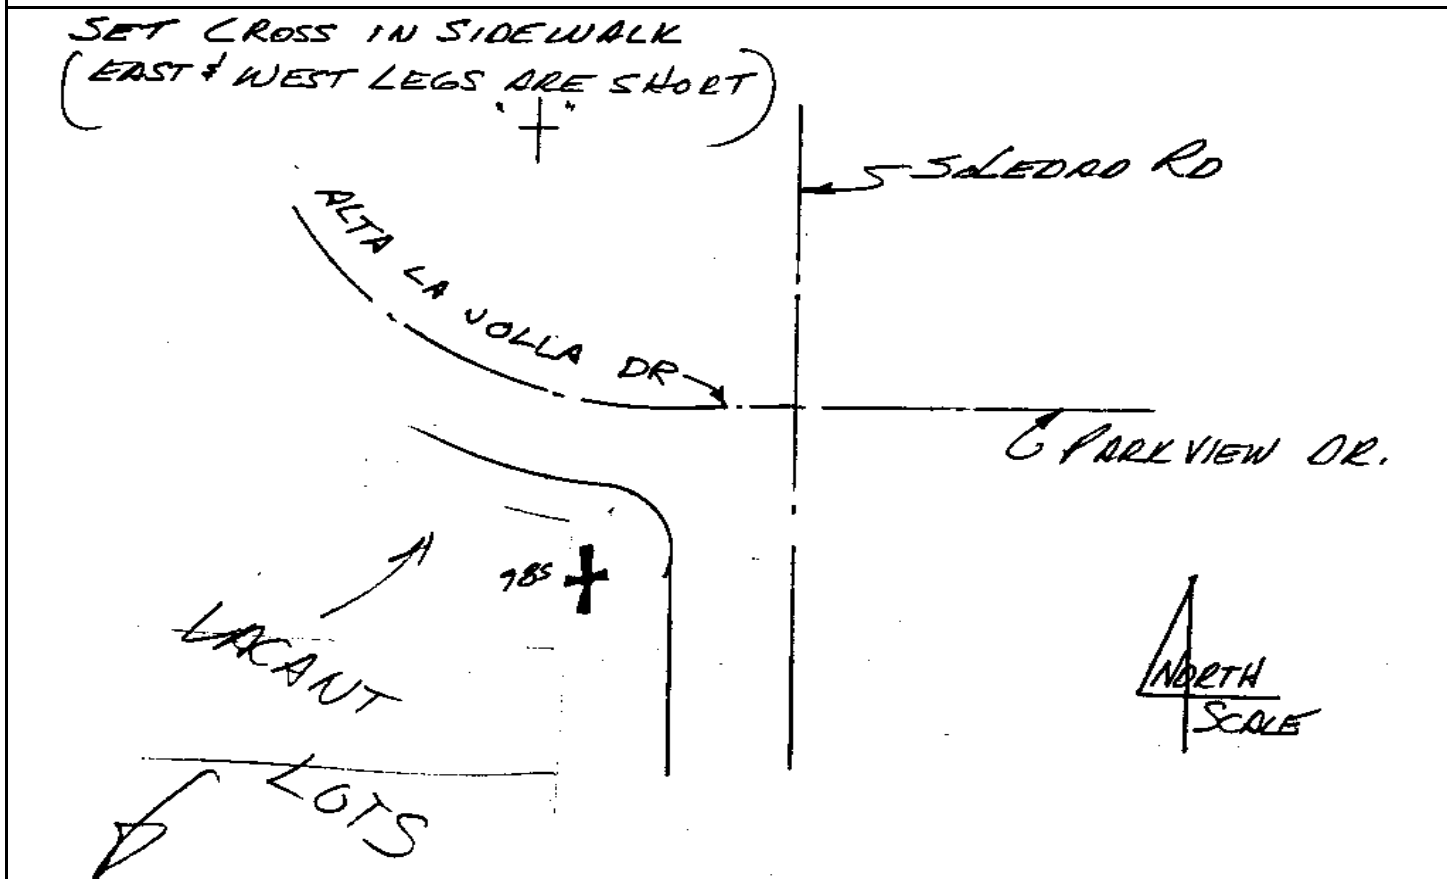 SET CROSS IN SIDEWALK
(EAST & WEST LEGS ARE SHORT)
"+"
SOLEDAD RD
ALTA LA JOLLA DR
PARKVIEW DR.
985
VACANT
LOTS
NORTH
SCALE